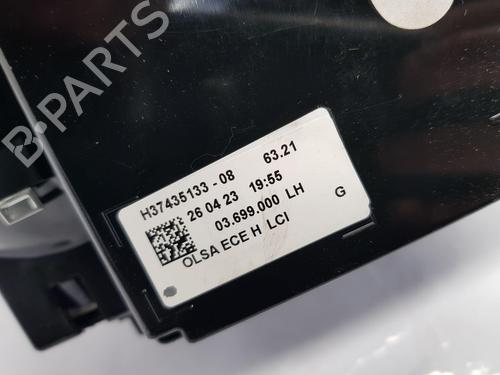 H37435133 - 08 63.21
26 04 23 19:55
03.699.000 LH G
OLSA ECE H LCI
B-PARTS